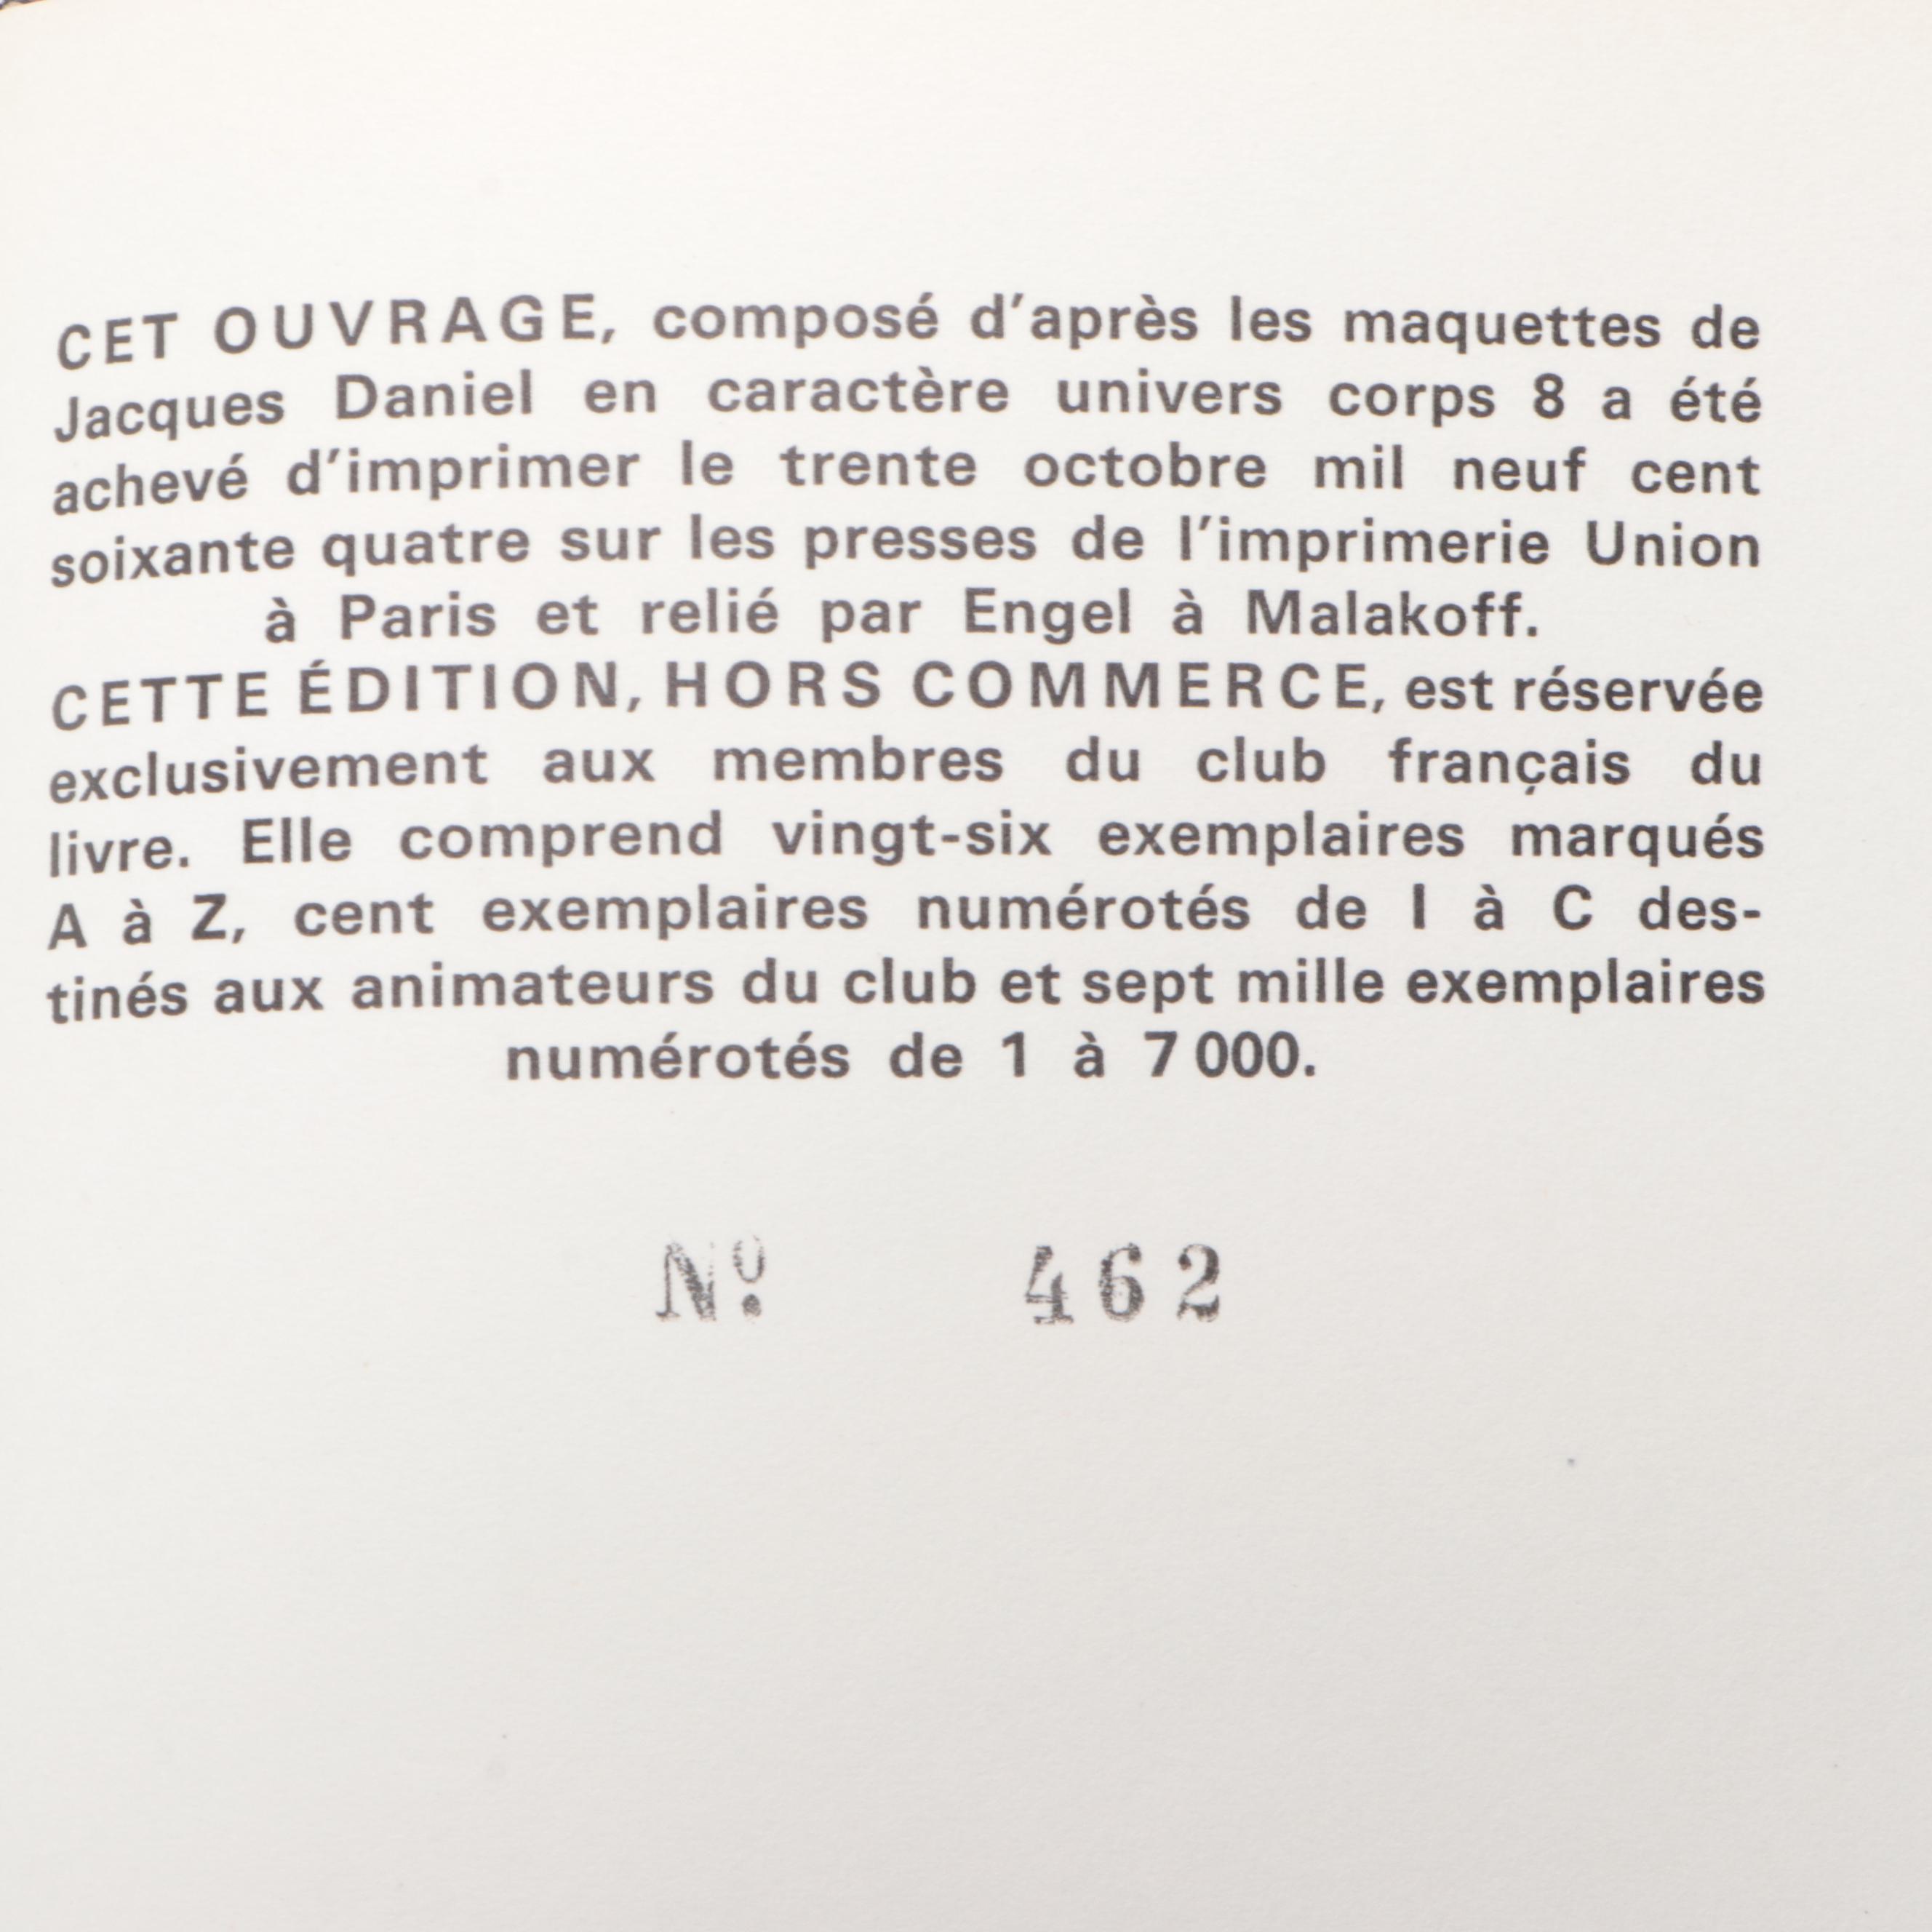 CET OUVRAGE, composé d'après les maquettes de
Jacques Daniel en caractère univers corps 8 a été
achevé d'imprimer le trente octobre mil neuf cent
soixante quatre sur les presses de l'imprimerie Union
à Paris et relié par Engel à Malakoff.
CETTE ÉDITION, HORS COMMERCE, est réservée
exclusivement aux membres du club français du
livre. Elle comprend vingt-six exemplaires marqués
A à Z, cent exemplaires numérotés de I à C des-
tinés aux animateurs du club et sept mille exemplaires
numérotés de 1 à 7 000.
Nº 462